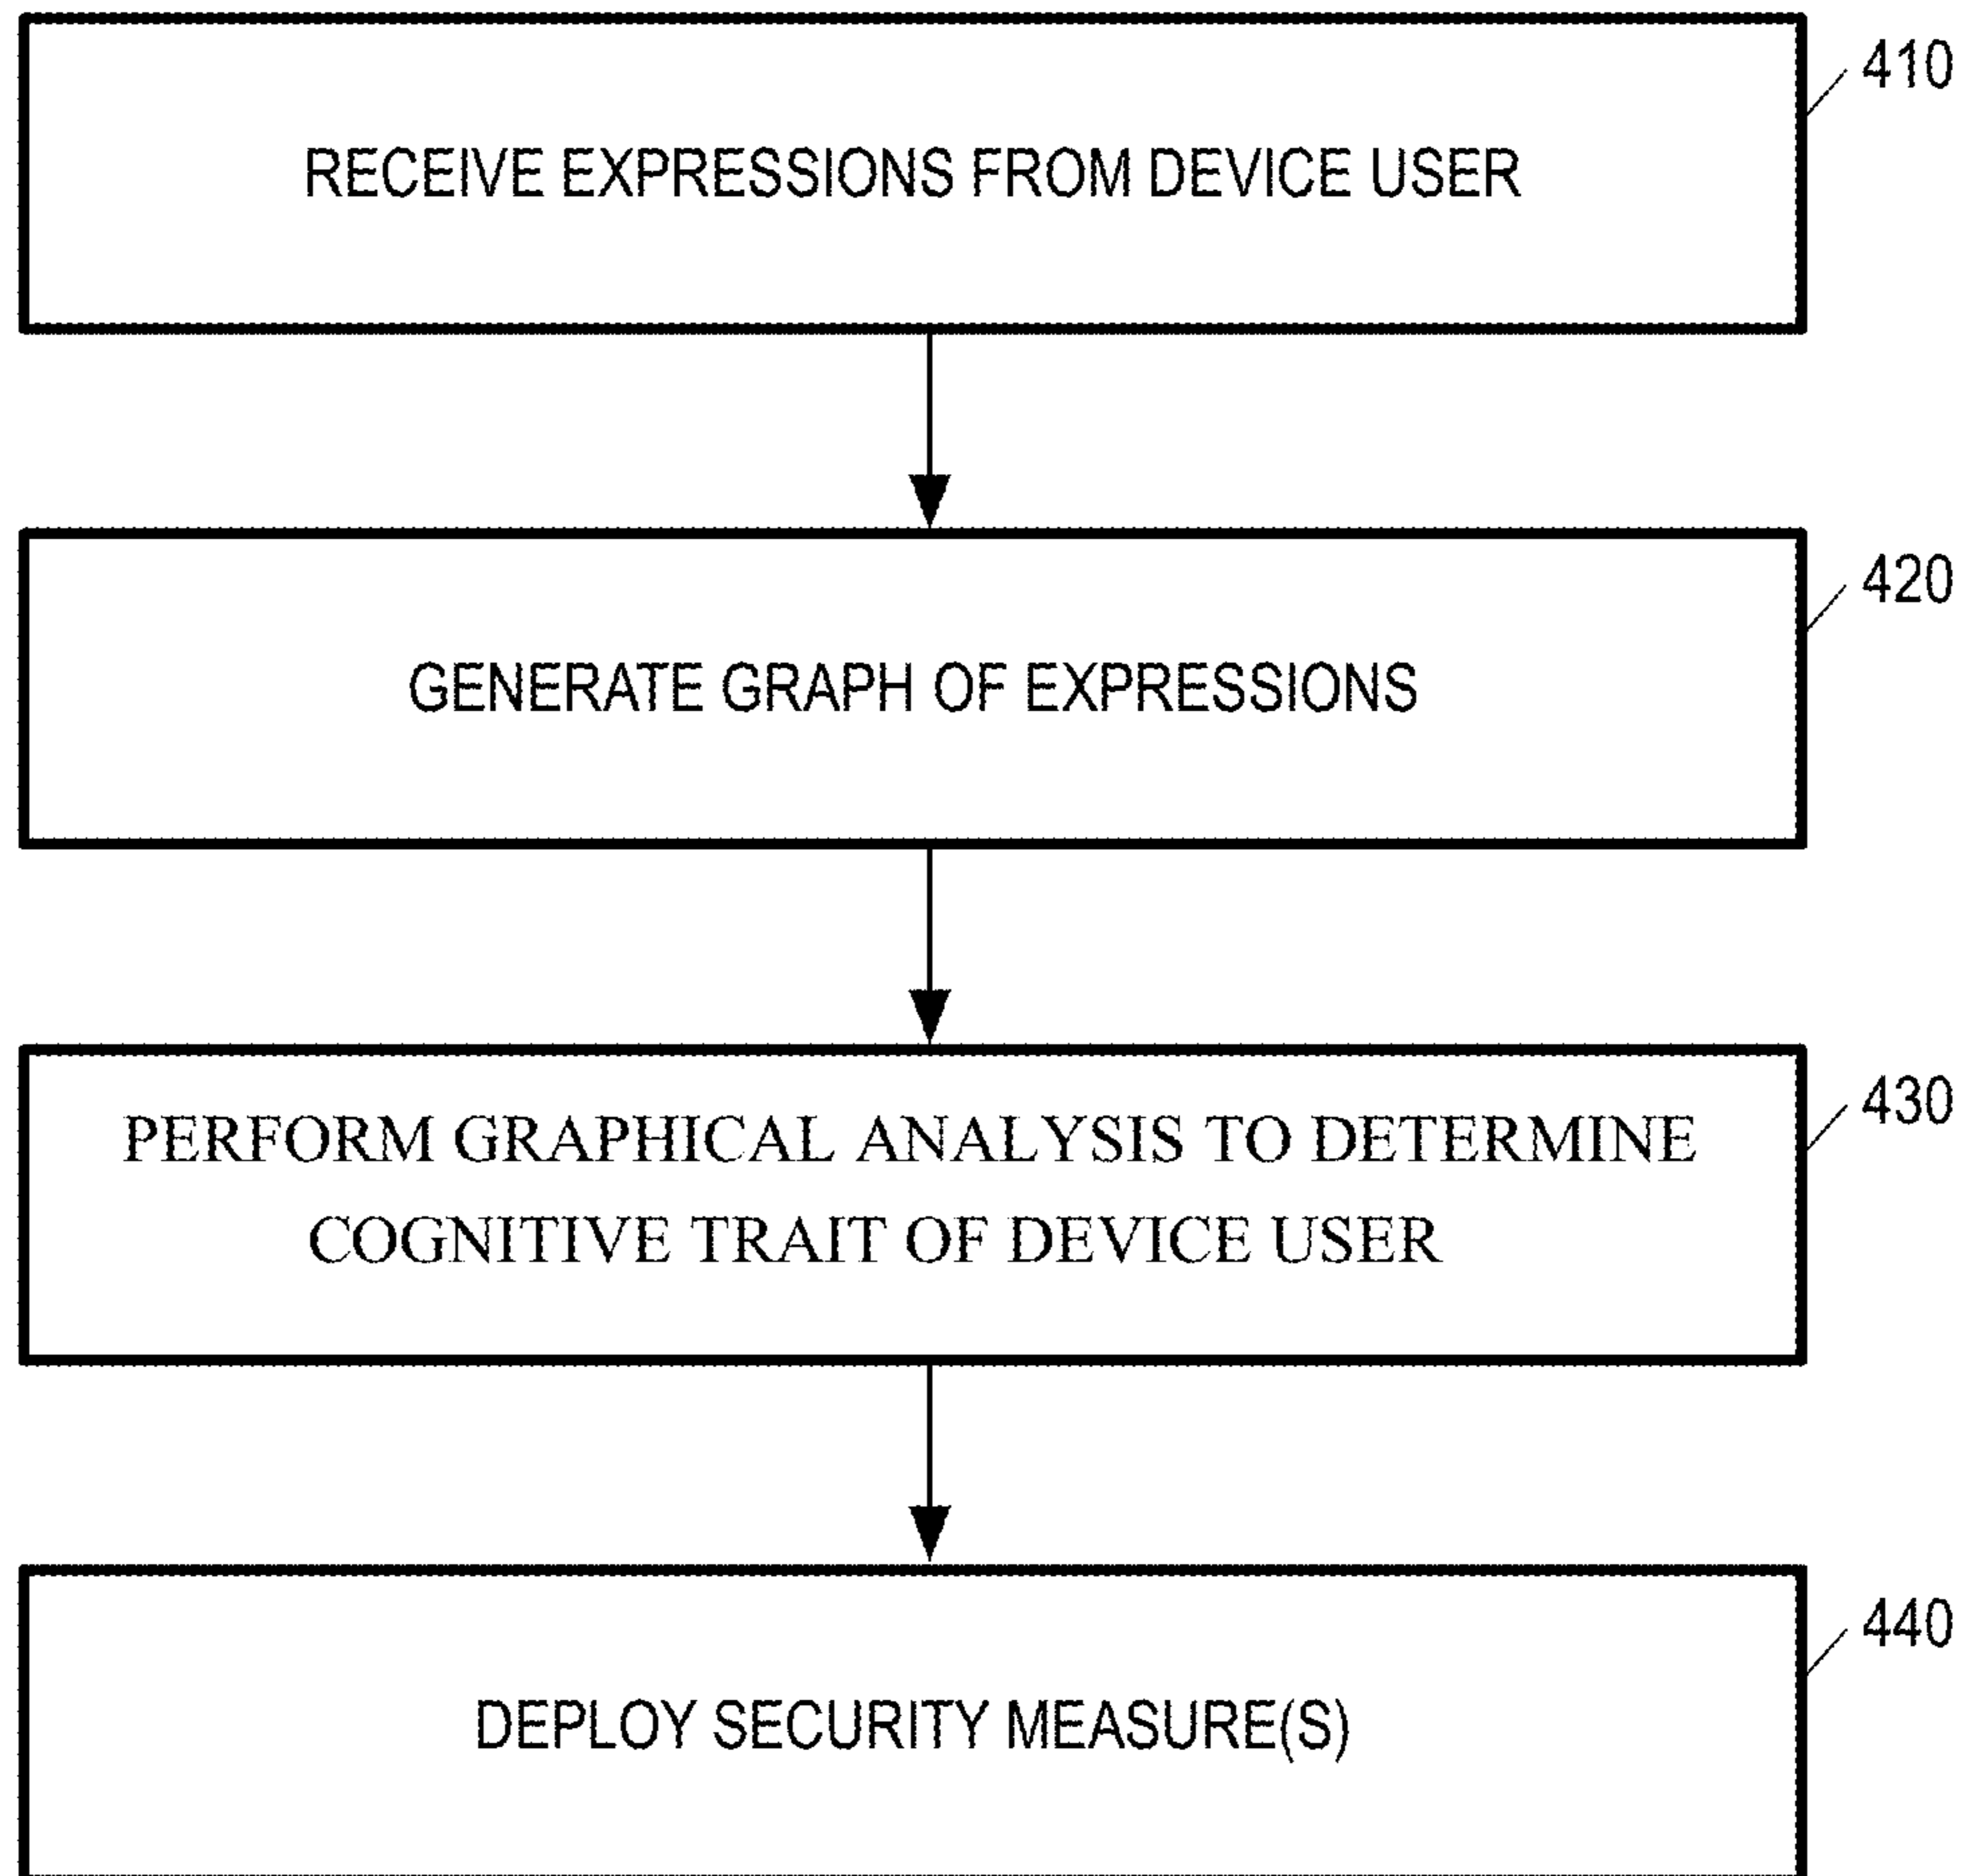 410
RECEIVE EXPRESSIONS FROM DEVICE USER
420
GENERATE GRAPH OF EXPRESSIONS
430
PERFORM GRAPHICAL ANALYSIS TO DETERMINE
COGNITIVE TRAIT OF DEVICE USER
440
DEPLOY SECURITY MEASURE(S)